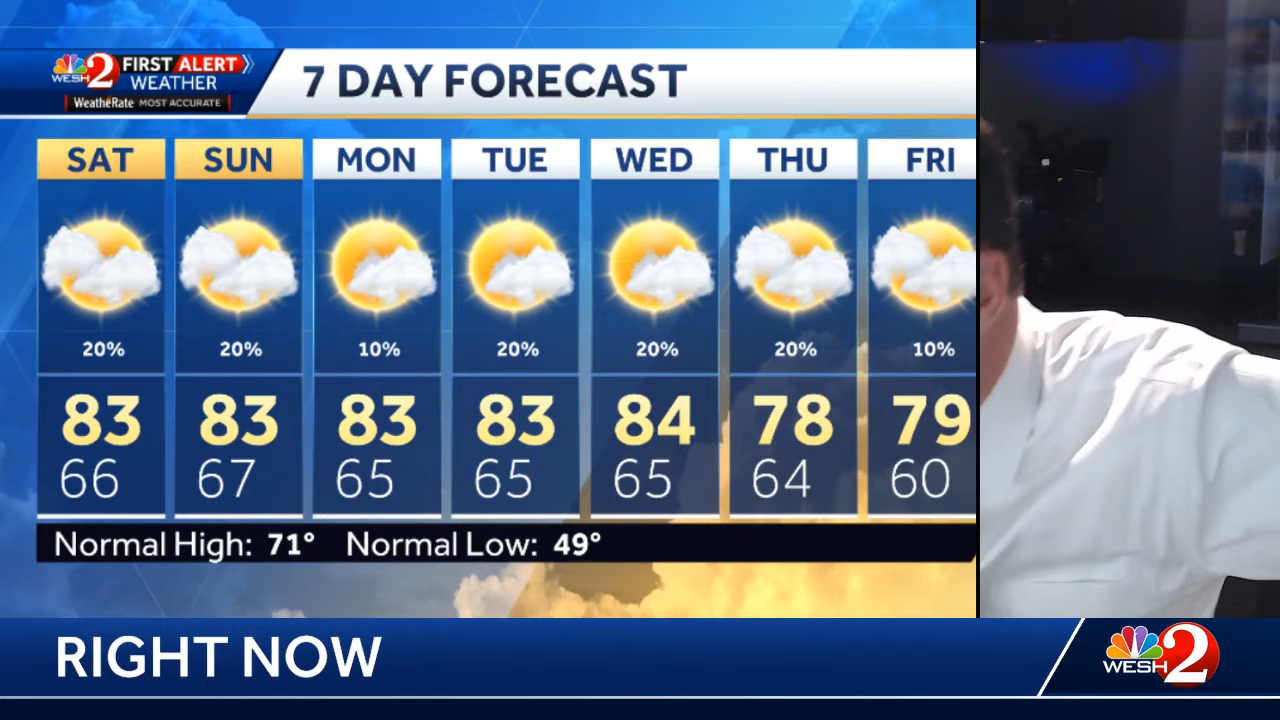 WESH 2 FIRST ALERT WEATHER
WeatheRate MOST ACCURATE
7 DAY FORECAST
SAT SUN MON TUE WED THU FRI
20% 20% 10% 20% 20% 20% 10%
83 83 83 83 84 78 79
66 67 65 65 65 64 60
Normal High: 71° Normal Low: 49°
RIGHT NOW
WESH 2